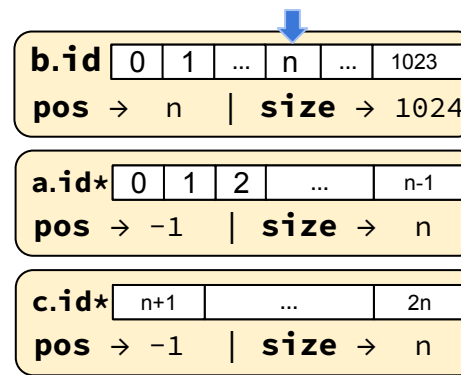 b.id 0 1 ... n ... 1023
pos → n | size → 1024
a.id* 0 1 2 ... n-1
pos → -1 | size → n
c.id* n+1 ... 2n
pos → -1 | size → n